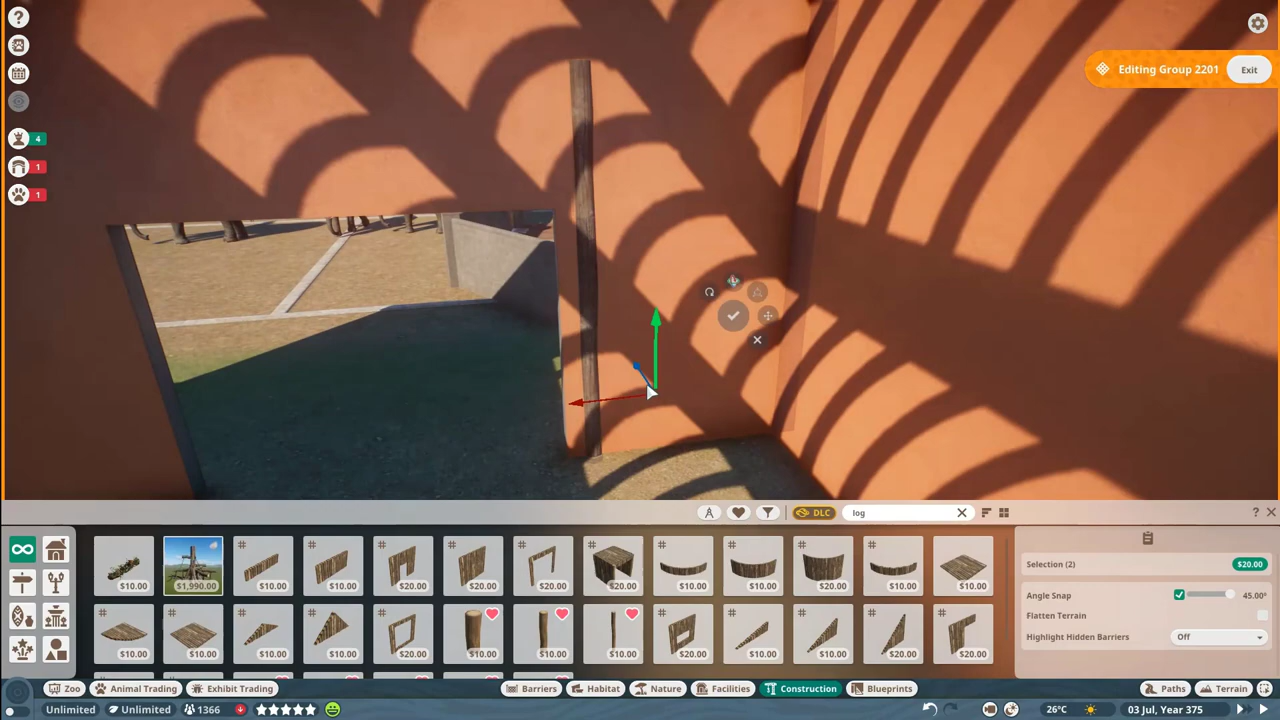 ?
Editing Group 2201
Exit
4
1
1
DLC
log
?
$10.00
$1,990.00
$10.00
$10.00
$20.00
$20.00
$10.00
$20.00
$10.00
$10.00
$20.00
$10.00
$10.00
$10.00
$10.00
$10.00
$10.00
$20.00
$10.00
$10.00
$10.00
$20.00
$10.00
$10.00
$10.00
$20.00
Selection (2)
$20.00
Angle Snap
45.00º
Flatten Terrain
Highlight Hidden Barriers
Off
Zoo
Animal Trading
Exhibit Trading
Barriers
Habitat
Nature
Facilities
Construction
Blueprints
Paths
Terrain
Unlimited
Unlimited
1366
26°C
03 Jul, Year 375